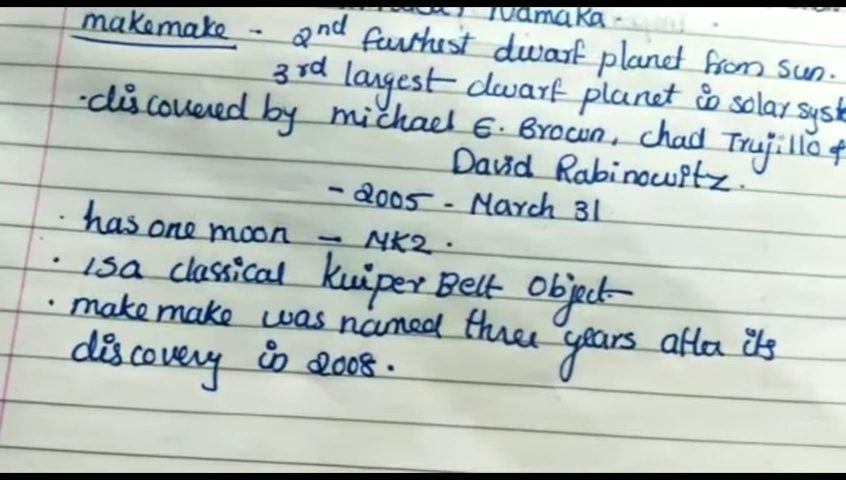 Namaka.
makemake - 2nd furthest dwarf planet from sun.
3rd largest dwarf planet in solar syst
.discovered by michael E. Brown, chad Trujillo &
David Rabinowitz.
- 2005 - March 31
. has one moon - MK2.
. is a classical kuiper Belt Object
. makemake was named three years after its
discovery in 2008.